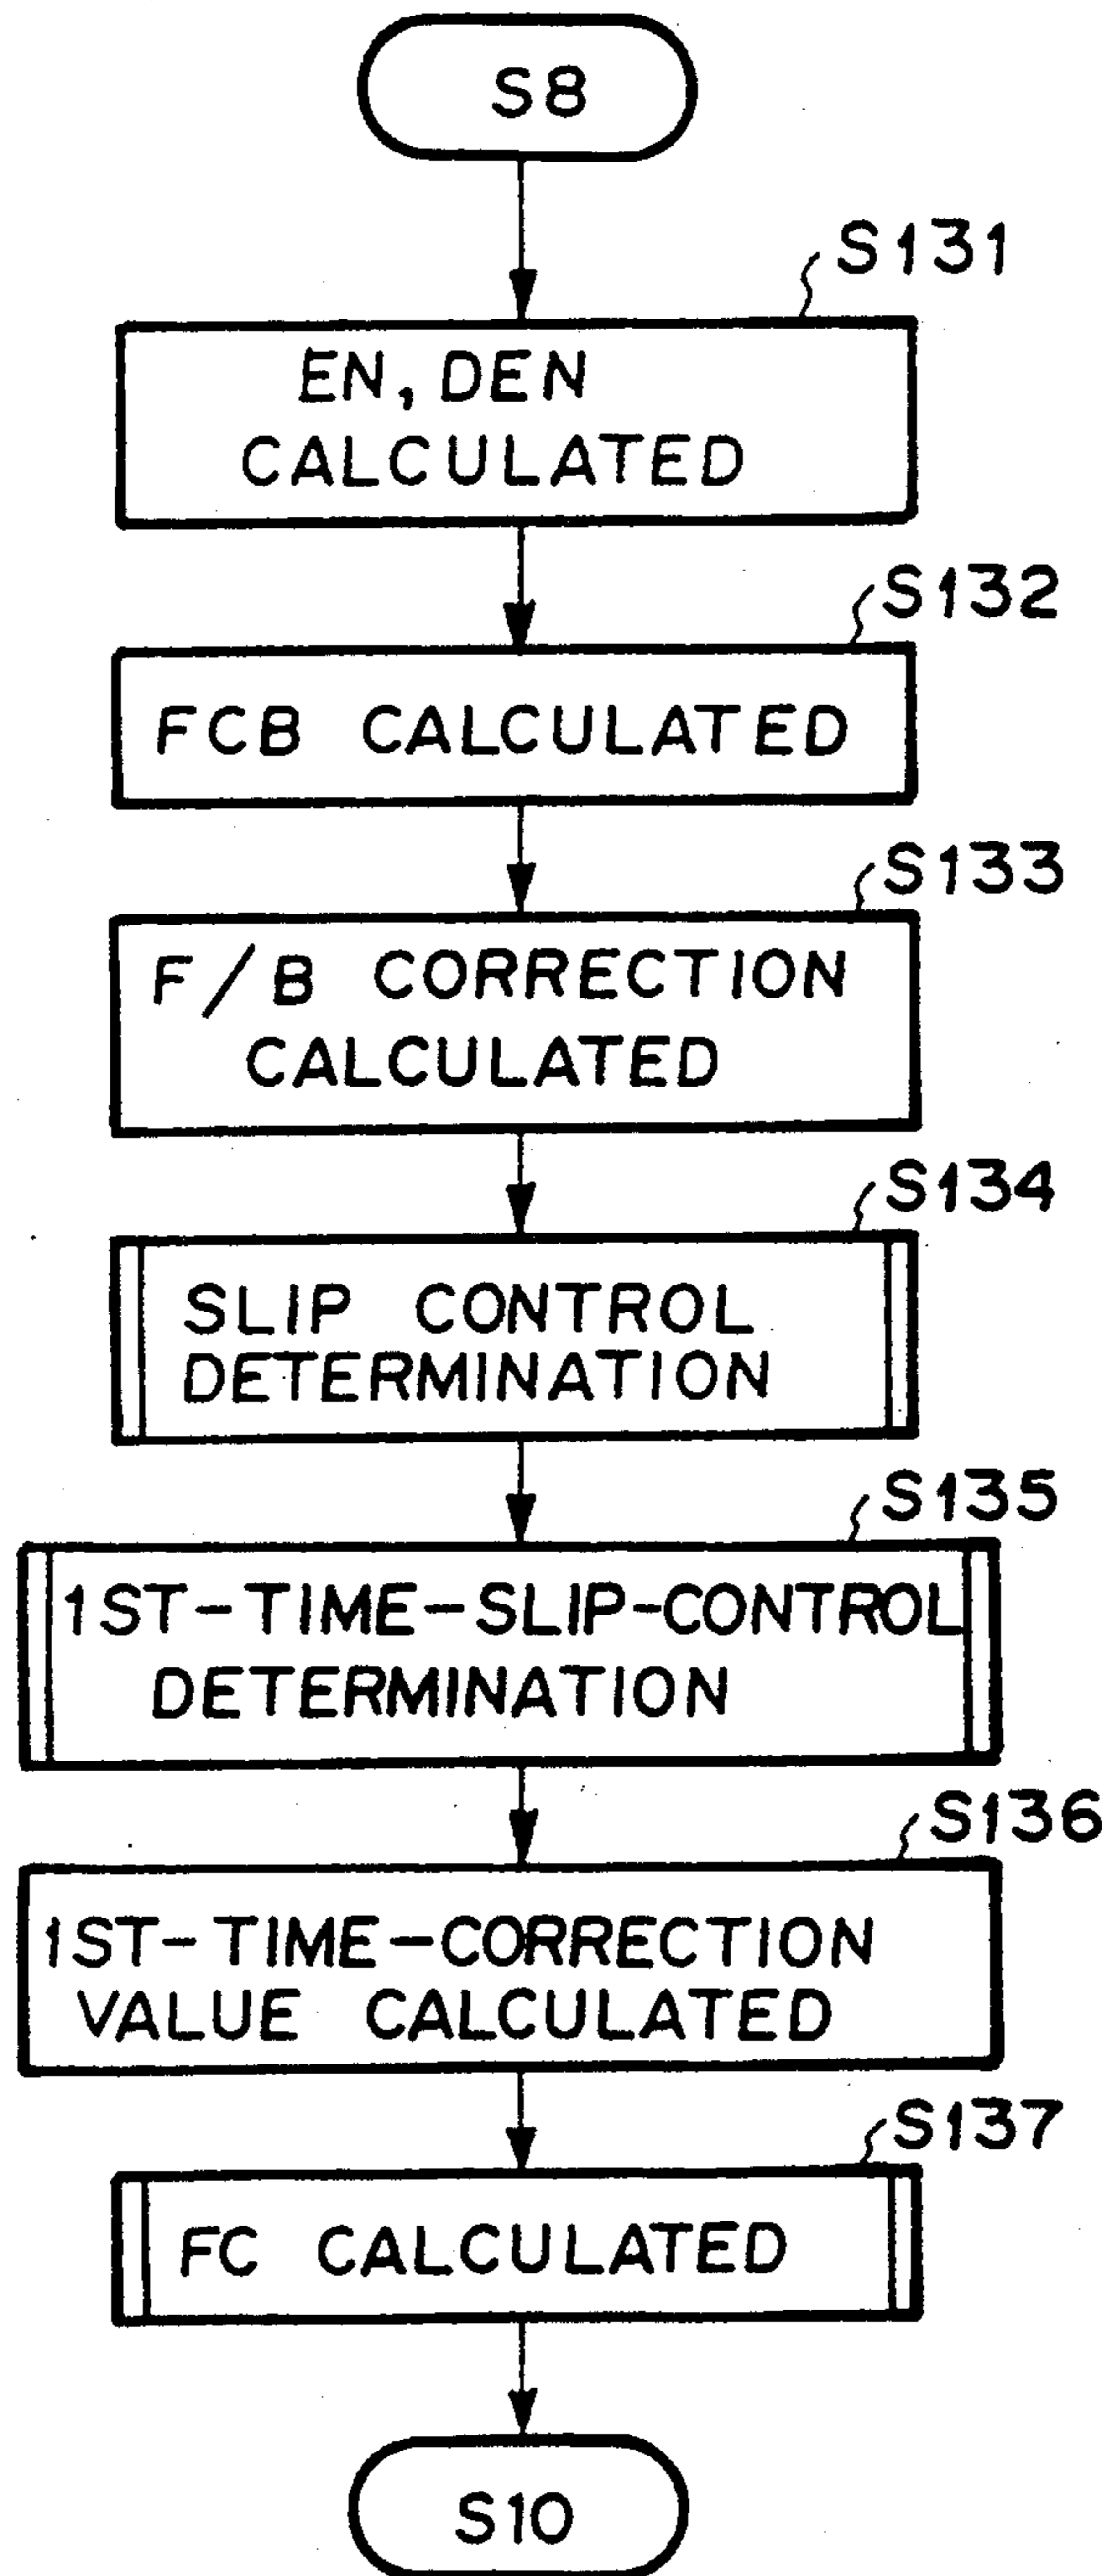 S8
S131
EN, DEN
CALCULATED
S132
FCB CALCULATED
S133
F/B CORRECTION
CALCULATED
S134
SLIP CONTROL
DETERMINATION
S135
1ST-TIME-SLIP-CONTROL
DETERMINATION
S136
1ST-TIME-CORRECTION
VALUE CALCULATED
S137
FC CALCULATED
S10